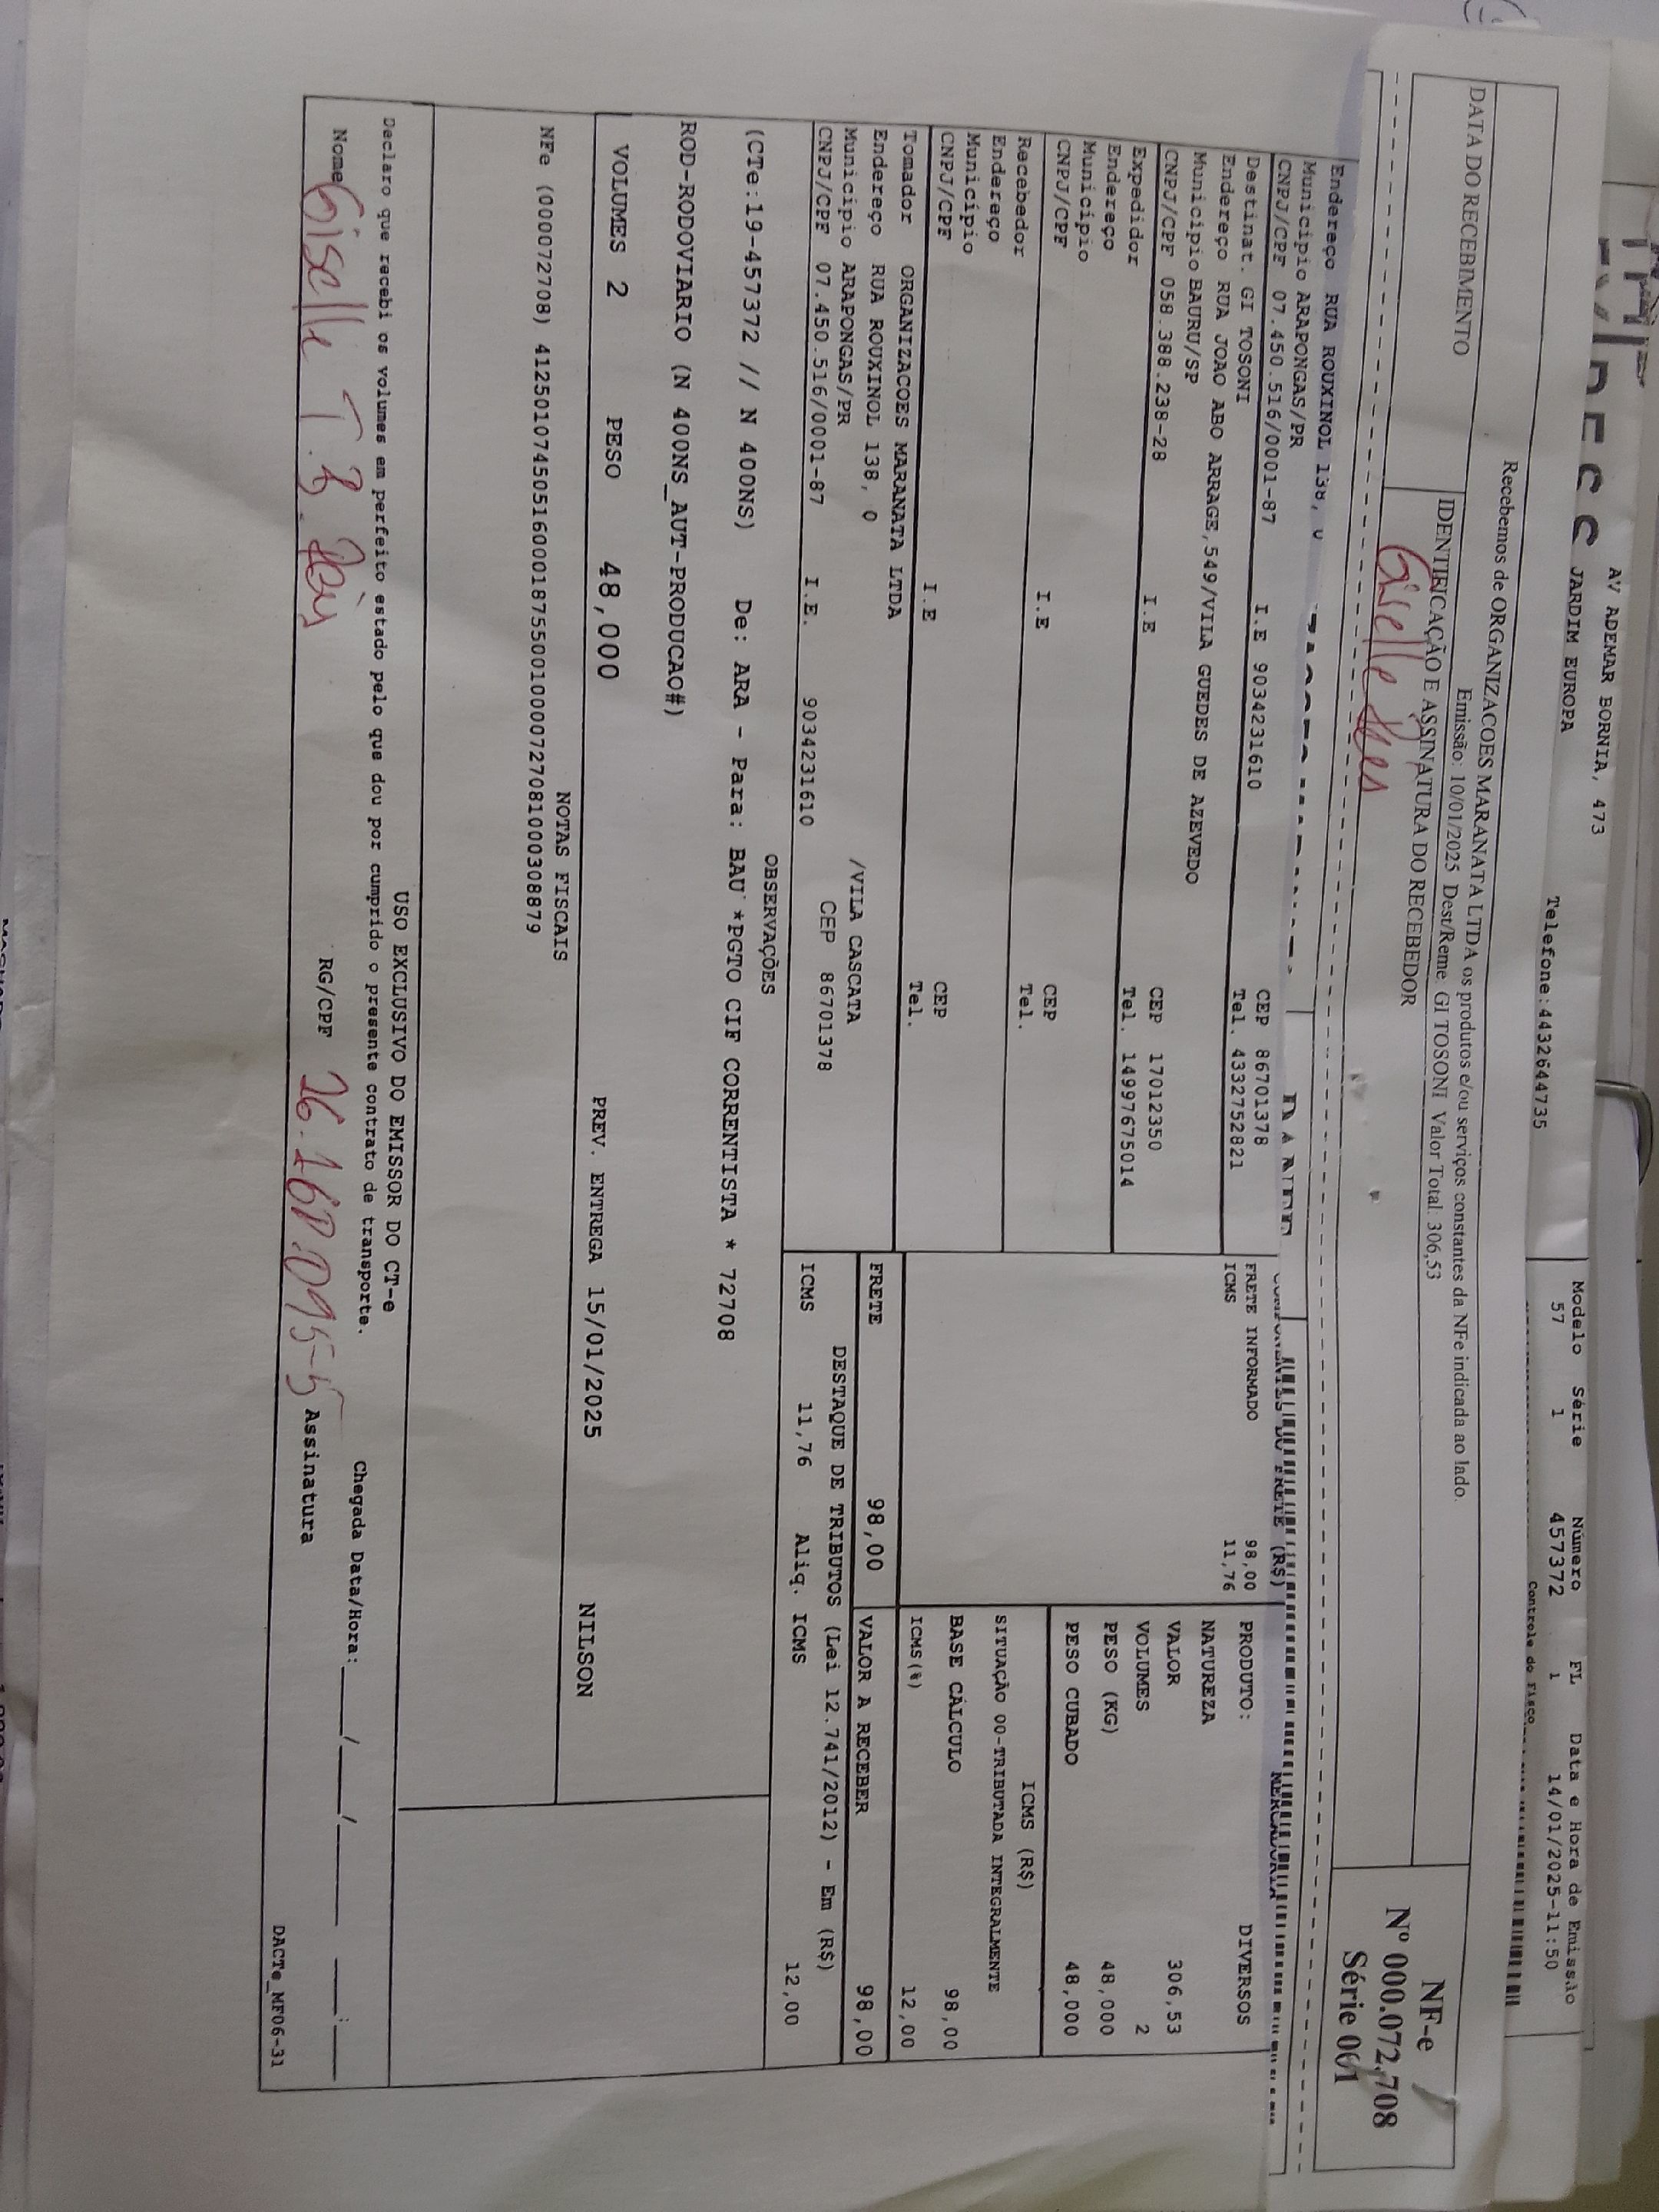 AV ADEMAR BORNIA, 473
JARDIM EUROPA
Telefone:4432644735
Modelo Série Número FL Data e Hora de Emissão
57 1 457372 1 14/01/2025-11:50
Controle do Fisco
Recebemos de ORGANIZACOES MARANATA LTDA os produtos e/ou serviços constantes da NFe indicada ao lado.
Emissão: 10/01/2025 Dest/Reme: GI TOSONI Valor Total: 306,53
DATA DO RECEBIMENTO
IDENTIFICAÇÃO E ASSINATURA DO RECEBEDOR
NF-e
Nº 000.072.708
Série 001
Endereço RUA ROUXINOL 138, 0
Município ARAPONGAS/PR CEP 86701378
CNPJ/CPF 07.450.516/0001-87 I.E 9034231610 Tel. 4332752821
Destinat. GI TOSONI
Endereço RUA JOAO ABO ARRAGE,549/VILA GUEDES DE AZEVEDO
Município BAURU/SP CEP 17012350
CNPJ/CPF 058.388.238-28 I.E Tel. 14997675014
Expedidor
Endereço
Município CEP
CNPJ/CPF I.E Tel.
Recebedor
Endereço
Município CEP
CNPJ/CPF I.E Tel.
Tomador ORGANIZACOES MARANATA LTDA
Endereço RUA ROUXINOL 138, 0 /VILA CASCATA
Município ARAPONGAS/PR CEP 86701378
CNPJ/CPF 07.450.516/0001-87 I.E. 9034231610
COMPONENTES DO FRETE (R$)
FRETE INFORMADO 98,00
ICMS 11,76
FRETE 98,00
MERCADORIA
PRODUTO: DIVERSOS
NATUREZA
VALOR 306,53
VOLUMES 2
PESO (KG) 48,000
PESO CUBADO 48,000
ICMS (R$)
SITUAÇÃO 00-TRIBUTADA INTEGRALMENTE
BASE CÁLCULO 98,00
ICMS(%) 12,00
VALOR A RECEBER 98,00
DESTAQUE DE TRIBUTOS (Lei 12.741/2012) - Em (R$)
ICMS 11,76 Aliq. ICMS 12,00
OBSERVAÇÕES
(CTe:19-457372 // N 400NS) De: ARA - Para: BAU *PGTO CIF CORRENTISTA * 72708
ROD-RODOVIARIO (N 400NS_AUT-PRODUCAO#)
VOLUMES 2 PESO 48,000 PREV. ENTREGA 15/01/2025 NILSON
NOTAS FISCAIS
NFe (000072708) 41250107450516000187550010000727081000308879
USO EXCLUSIVO DO EMISSOR DO CT-e
Declaro que recebi os volumes em perfeito estado pelo que dou por cumprido o presente contrato de transporte.
Chegada Data/Hora:____/____/____ ___:___
Nome Giselle T. RG/CPF Assinatura
DACTe_MF06-31